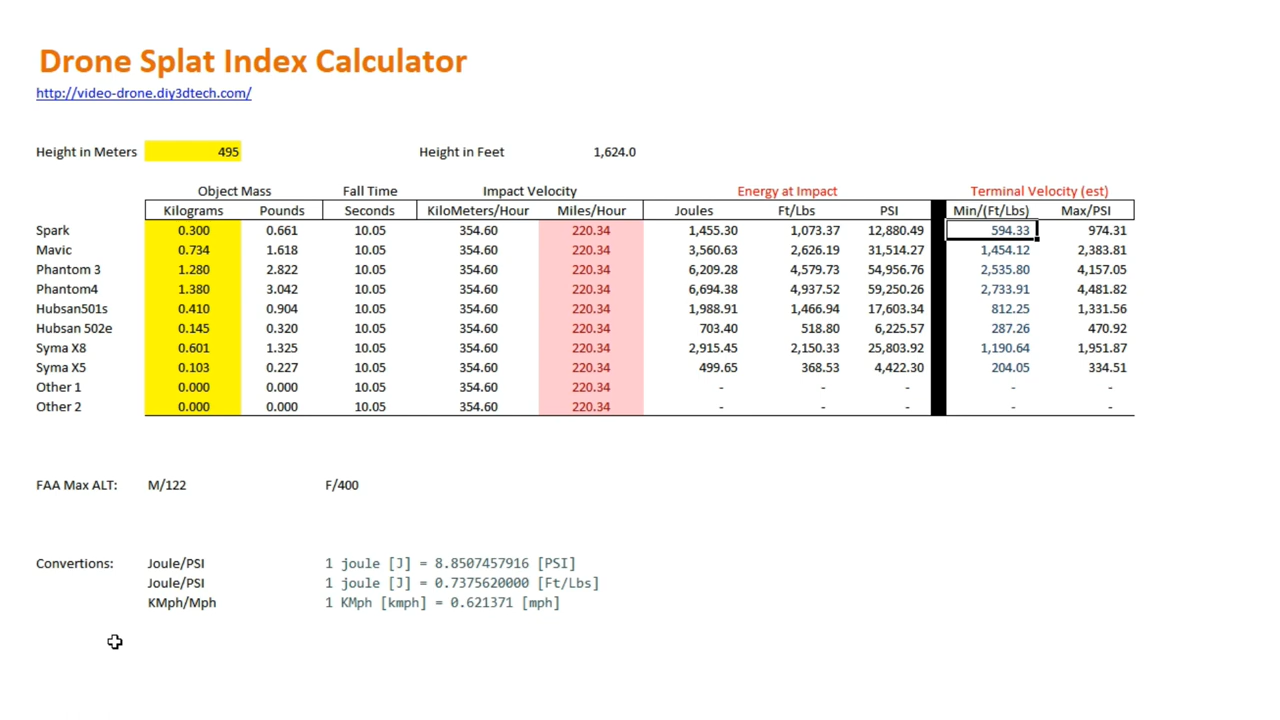 Drone Splat Index Calculator
http://video-drone.diy3dtech.com/
Height in Meters 495 Height in Feet 1,624.0
Object Mass Fall Time Impact Velocity Energy at Impact Terminal Velocity (est)
Kilograms Pounds Seconds KiloMeters/Hour Miles/Hour Joules Ft/Lbs PSI Min/(Ft/Lbs) Max/PSI
Spark 0.300 0.661 10.05 354.60 220.34 1,455.30 1,073.37 12,880.49 594.33 974.31
Mavic 0.734 1.618 10.05 354.60 220.34 3,560.63 2,626.19 31,514.27 1,454.12 2,383.81
Phantom 3 1.280 2.822 10.05 354.60 220.34 6,209.28 4,579.73 54,956.76 2,535.80 4,157.05
Phantom4 1.380 3.042 10.05 354.60 220.34 6,694.38 4,937.52 59,250.26 2,733.91 4,481.82
Hubsan501s 0.410 0.904 10.05 354.60 220.34 1,988.91 1,466.94 17,603.34 812.25 1,331.56
Hubsan 502e 0.145 0.320 10.05 354.60 220.34 703.40 518.80 6,225.57 287.26 470.92
Syma X8 0.601 1.325 10.05 354.60 220.34 2,915.45 2,150.33 25,803.92 1,190.64 1,951.87
Syma X5 0.103 0.227 10.05 354.60 220.34 499.65 368.53 4,422.30 204.05 334.51
Other 1 0.000 0.000 10.05 354.60 220.34 - - - - -
Other 2 0.000 0.000 10.05 354.60 220.34 - - - - -
FAA Max ALT: M/122 F/400
Convertions: Joule/PSI 1 joule [J] = 8.8507457916 [PSI]
Joule/PSI 1 joule [J] = 0.7375620000 [Ft/Lbs]
KMph/Mph 1 KMph [kmph] = 0.621371 [mph]